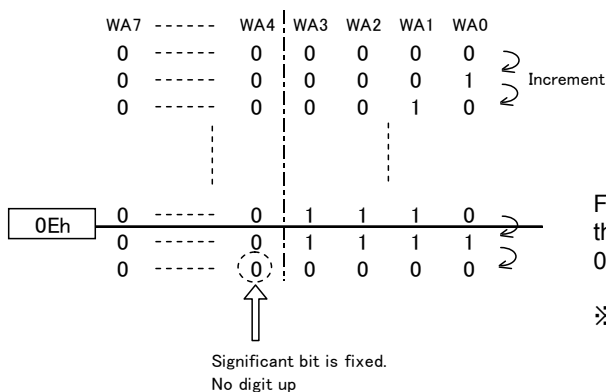 WA7 ------ WA4 WA3 WA2 WA1 WA0
0 ------ 0 0 0 0 0
0 ------ 0 0 0 0 1
Increment
0 ------ 0 0 0 1 0
0 ------ 0 1 1 1 0
0Eh
0 ------ 0 1 1 1 1
0 ------ 0 0 0 0 0
Significant bit is fixed.
No digit up
F
th
0
※